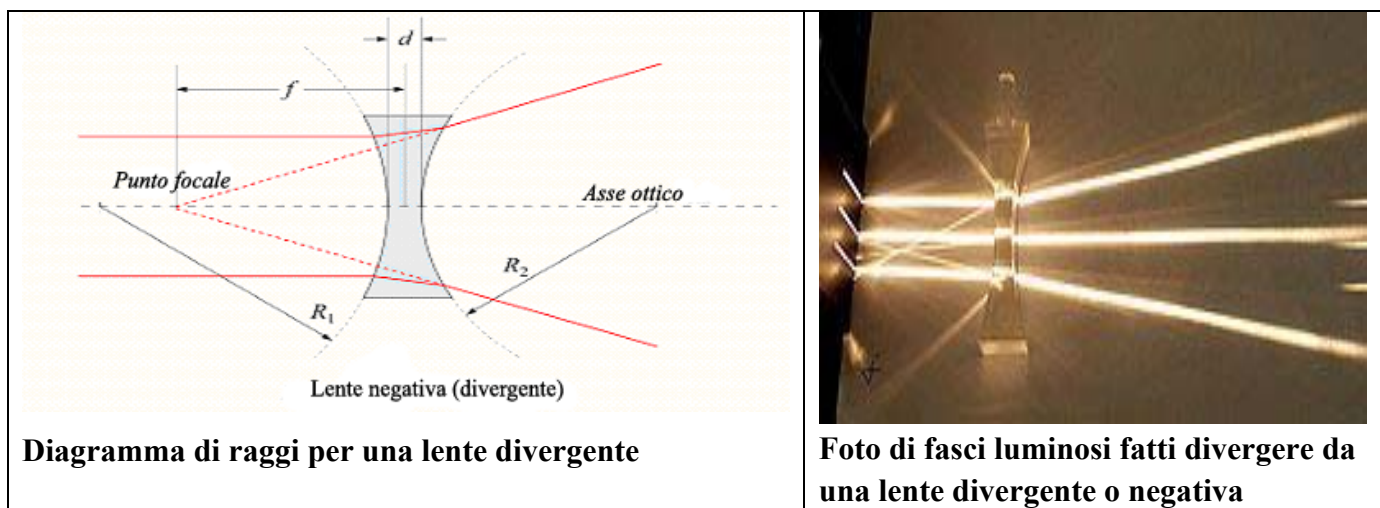 d
f
Punto focale
Asse ottico
R2
R1
Lente negativa (divergente)
Diagramma di raggi per una lente divergente
Foto di fasci luminosi fatti divergere da
una lente divergente o negativa